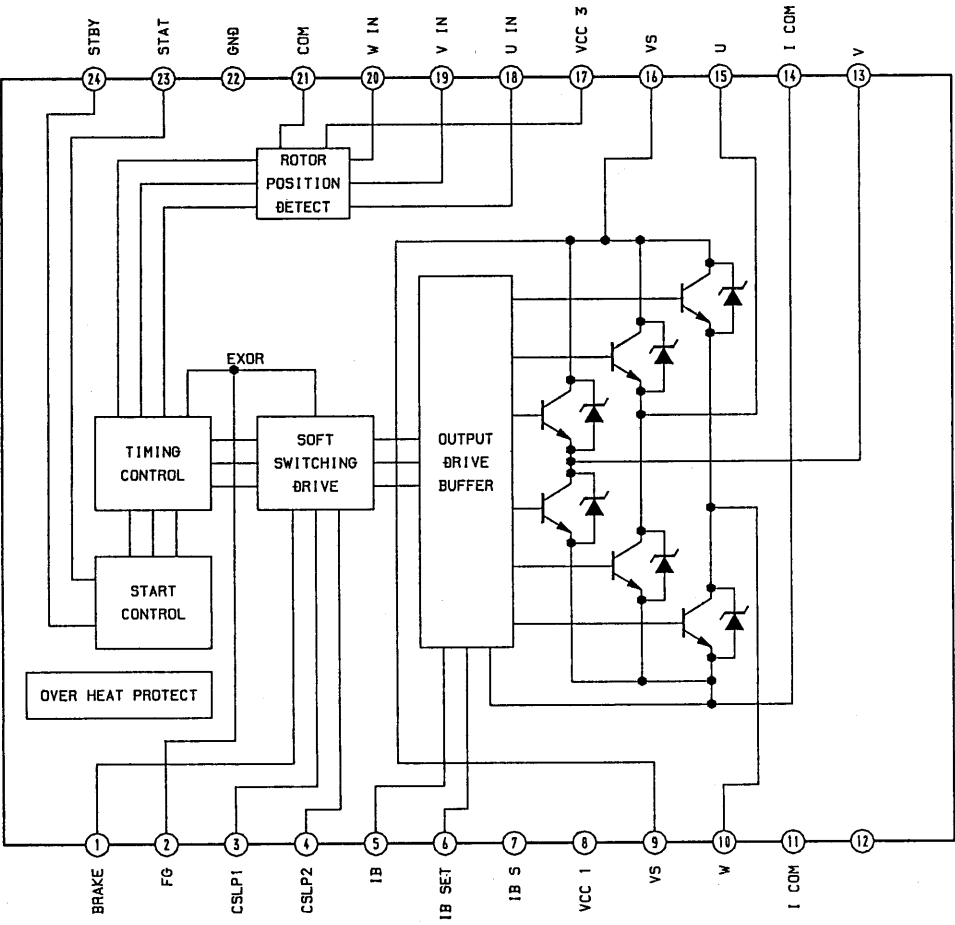 STBY
STAT
GND
COM
W IN
V IN
U IN
VCC 3
VS
U
I COM
V
24
23
22
21
20
19
18
17
16
15
14
13
ROTOR
POSITION
DETECT
EXOR
TIMING
CONTROL
SOFT
SWITCHING
DRIVE
OUTPUT
DRIVE
BUFFER
START
CONTROL
OVER HEAT PROTECT
1
2
3
4
5
6
7
8
9
10
11
12
BRAKE
FG
CSLP1
CSLP2
IB
IB SET
IB S
VCC 1
VS
W
I COM